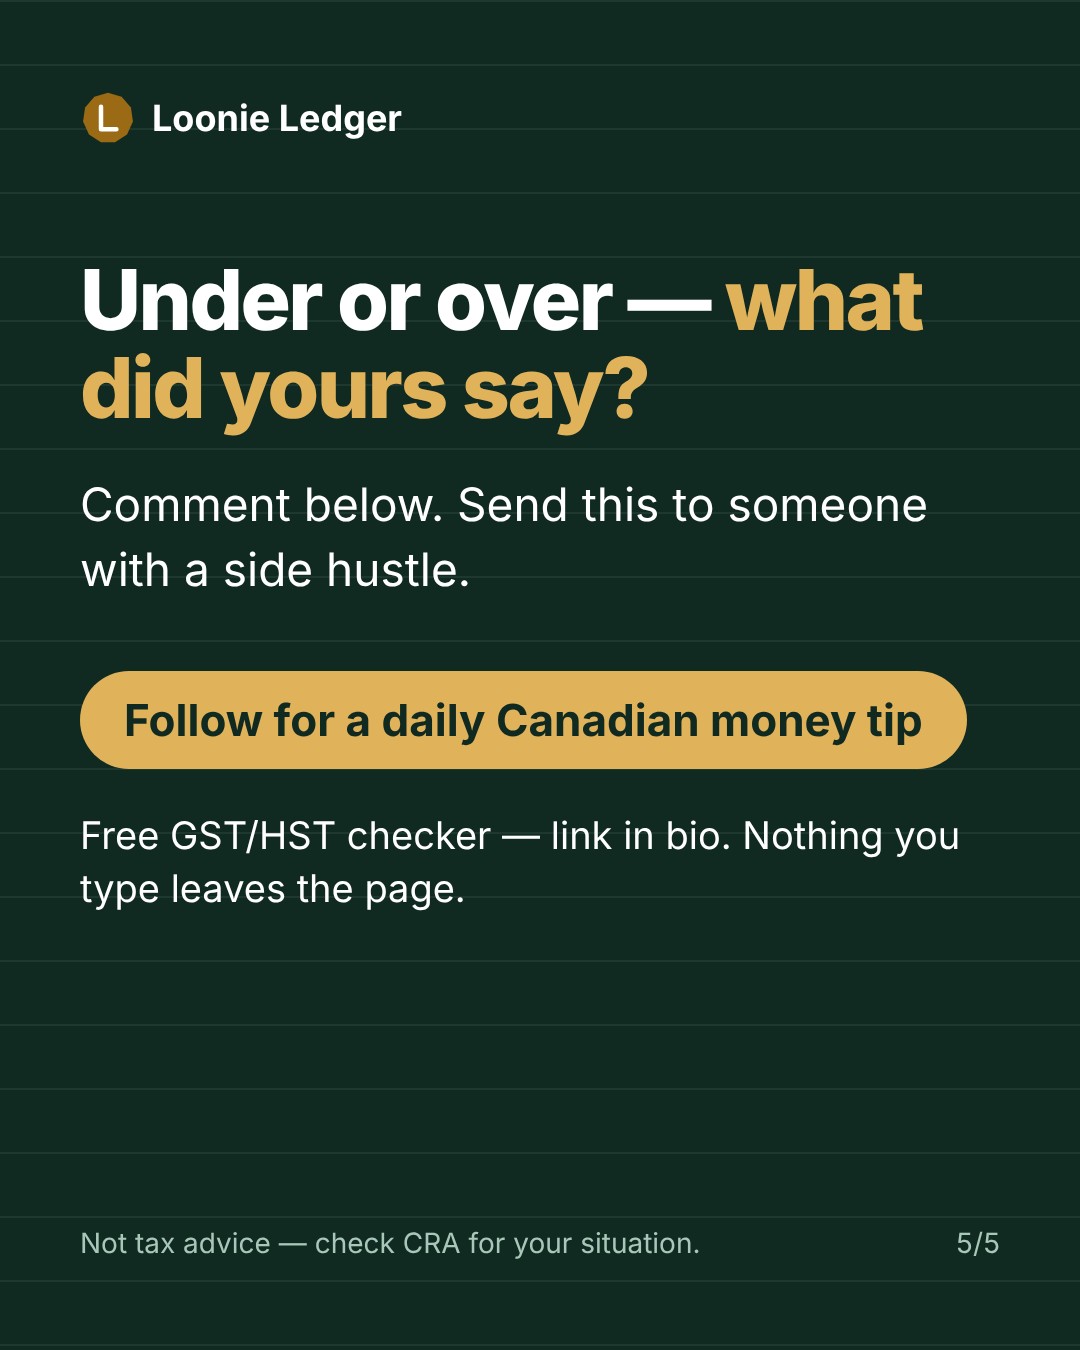 L Loonie Ledger
Under or over — what
did yours say?
Comment below. Send this to someone
with a side hustle.
Follow for a daily Canadian money tip
Free GST/HST checker — link in bio. Nothing you
type leaves the page.
Not tax advice — check CRA for your situation. 5/5